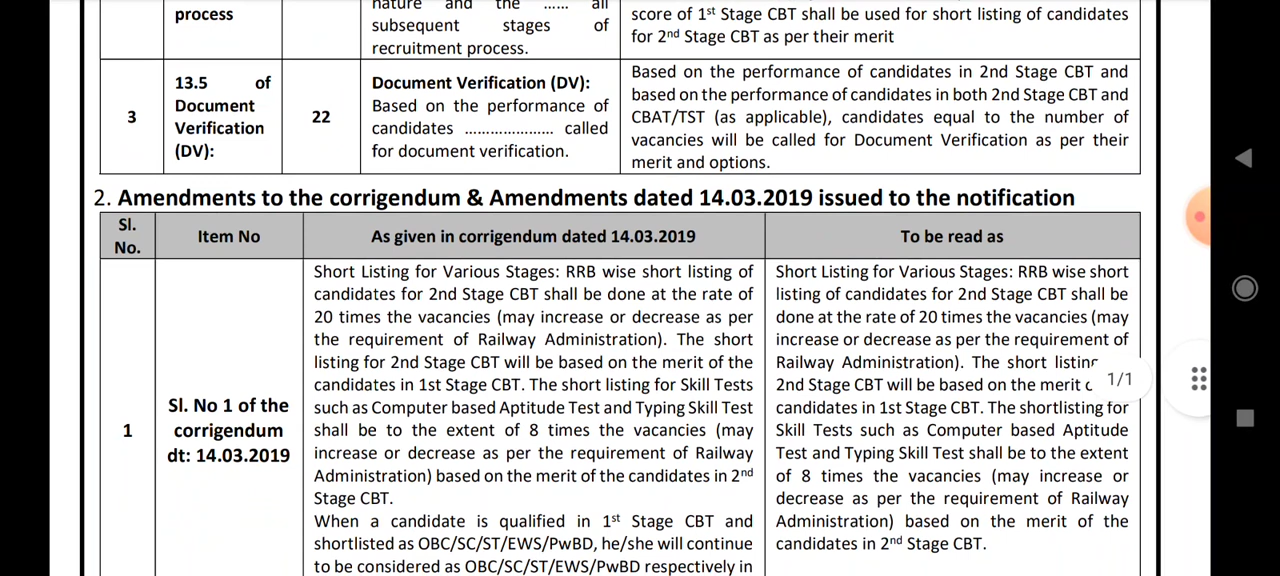 process
nature and the ...... all
subsequent stages of
recruitment process.
score of 1st Stage CBT shall be used for short listing of candidates
for 2nd Stage CBT as per their merit
3
13.5 of
Document
Verification
(DV):
22
Document Verification (DV):
Based on the performance of
candidates ..................... called
for document verification.
Based on the performance of candidates in 2nd Stage CBT and
based on the performance of candidates in both 2nd Stage CBT and
CBAT/TST (as applicable), candidates equal to the number of
vacancies will be called for Document Verification as per their
merit and options.
2. Amendments to the corrigendum & Amendments dated 14.03.2019 issued to the notification
Sl.
No.
Item No
As given in corrigendum dated 14.03.2019
To be read as
1
Sl. No 1 of the
corrigendum
dt: 14.03.2019
Short Listing for Various Stages: RRB wise short listing of
candidates for 2nd Stage CBT shall be done at the rate of
20 times the vacancies (may increase or decrease as per
the requirement of Railway Administration). The short
listing for 2nd Stage CBT will be based on the merit of the
candidates in 1st Stage CBT. The short listing for Skill Tests
such as Computer based Aptitude Test and Typing Skill Test
shall be to the extent of 8 times the vacancies (may
increase or decrease as per the requirement of Railway
Administration) based on the merit of the candidates in 2nd
Stage CBT.
When a candidate is qualified in 1st Stage CBT and
shortlisted as OBC/SC/ST/EWS/PwBD, he/she will continue
to be considered as OBC/SC/ST/EWS/PwBD respectively in
Short Listing for Various Stages: RRB wise short
listing of candidates for 2nd Stage CBT shall be
done at the rate of 20 times the vacancies (may
increase or decrease as per the requirement of
Railway Administration). The short listing
2nd Stage CBT will be based on the merit
candidates in 1st Stage CBT. The shortlisting for
Skill Tests such as Computer based Aptitude
Test and Typing Skill Test shall be to the extent
of 8 times the vacancies (may increase or
decrease as per the requirement of Railway
Administration) based on the merit of the
candidates in 2nd Stage CBT.
1/1